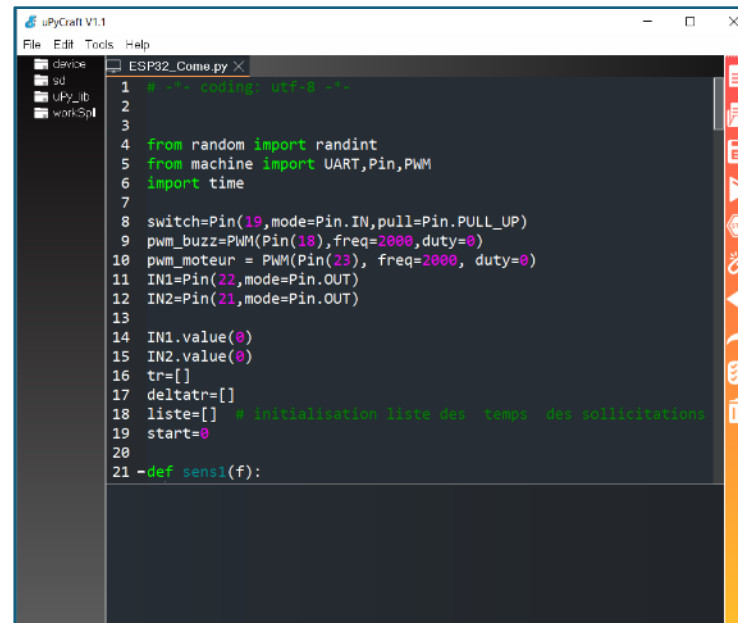 uPyCraft V1.1
File Edit Tools Help
device
sd
uPy_lib
workSpa
ESP32_Come.py
1 # -*- coding: utf-8 -*-
2
3
4 from random import randint
5 from machine import UART,Pin,PWM
6 import time
7
8 switch=Pin(19,mode=Pin.IN,pull=Pin.PULL_UP)
9 pwm_buzz=PWM(Pin(18),freq=2000,duty=0)
10 pwm_moteur = PWM(Pin(23), freq=2000, duty=0)
11 IN1=Pin(22,mode=Pin.OUT)
12 IN2=Pin(21,mode=Pin.OUT)
13
14 IN1.value(0)
15 IN2.value(0)
16 tr=[]
17 deltatr=[]
18 liste=[]  # initialisation liste des  temps  des sollicitations
19 start=0
20
21 def sens1(f):